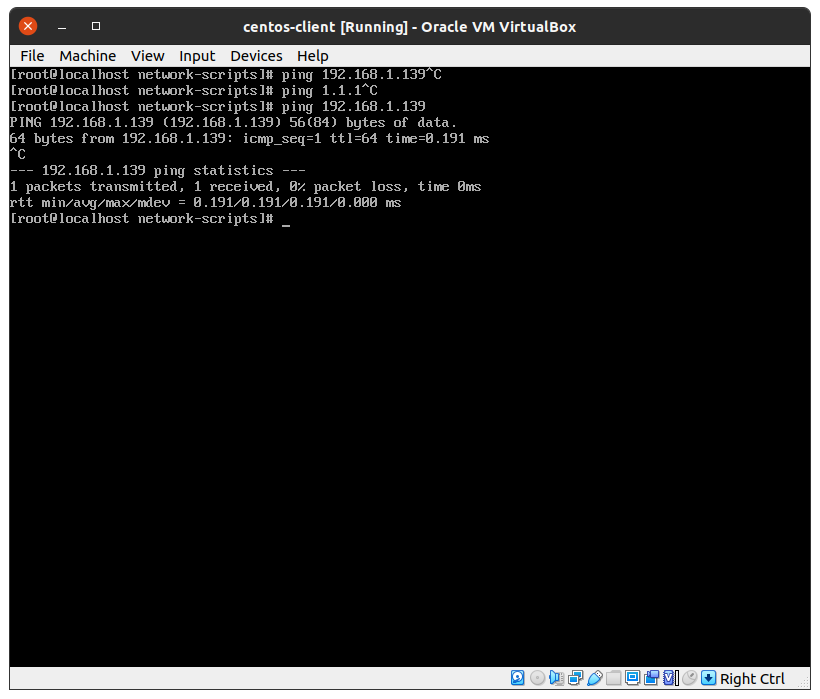 centos-client [Running] - Oracle VM VirtualBox
File Machine View Input Devices Help
[root@localhost network-scripts]# ping 192.168.1.139^C
[root@localhost network-scripts]# ping 1.1.1^C
[root@localhost network-scripts]# ping 192.168.1.139
PING 192.168.1.139 (192.168.1.139) 56(84) bytes of data.
64 bytes from 192.168.1.139: icmp_seq=1 ttl=64 time=0.191 ms
^C
--- 192.168.1.139 ping statistics ---
1 packets transmitted, 1 received, 0% packet loss, time 0ms
rtt min/avg/max/mdev = 0.191/0.191/0.191/0.000 ms
[root@localhost network-scripts]# _
Right Ctrl